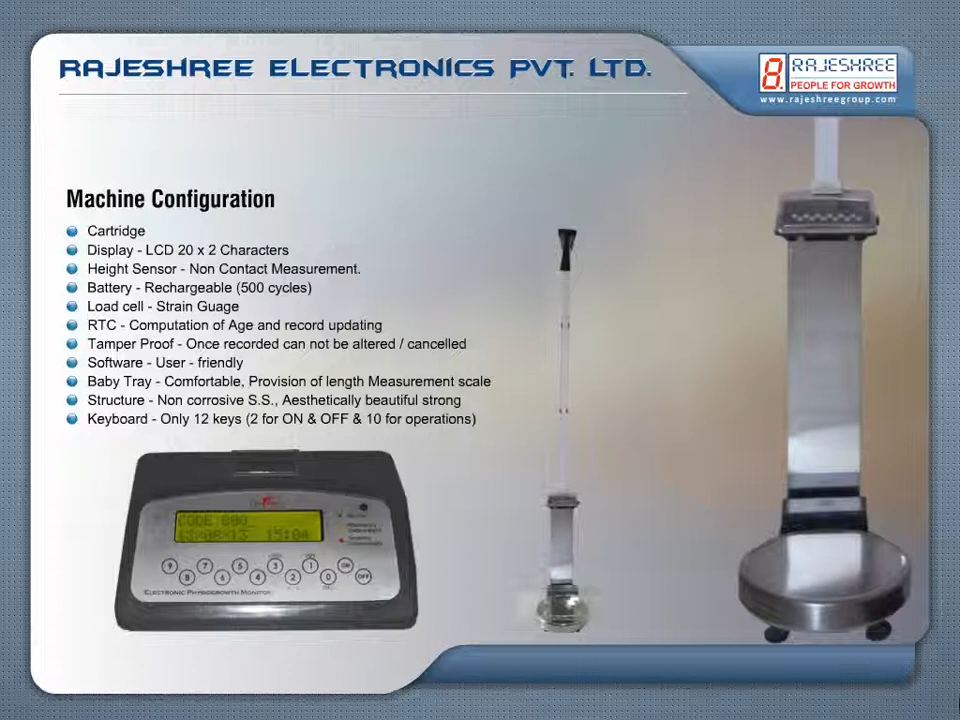 RAJESHREE ELECTRONICS PVT. LTD.
8.
RAJESHREE
PEOPLE FOR GROWTH
www.rajeshreegroup.com
Machine Configuration
Cartridge
Display - LCD 20 x 2 Characters
Height Sensor - Non Contact Measurement.
Battery - Rechargeable (500 cycles)
Load cell - Strain Guage
RTC - Computation of Age and record updating
Tamper Proof - Once recorded can not be altered / cancelled
Software - User - friendly
Baby Tray - Comfortable, Provision of length Measurement scale
Structure - Non corrosive S.S., Aesthetically beautiful strong
Keyboard - Only 12 keys (2 for ON & OFF & 10 for operations)
CODE
15:04
9 7 5 3 1 ON
8 6 4 2 0 OFF
ELECTRONIC PHYSIOGROWTH MONITOR